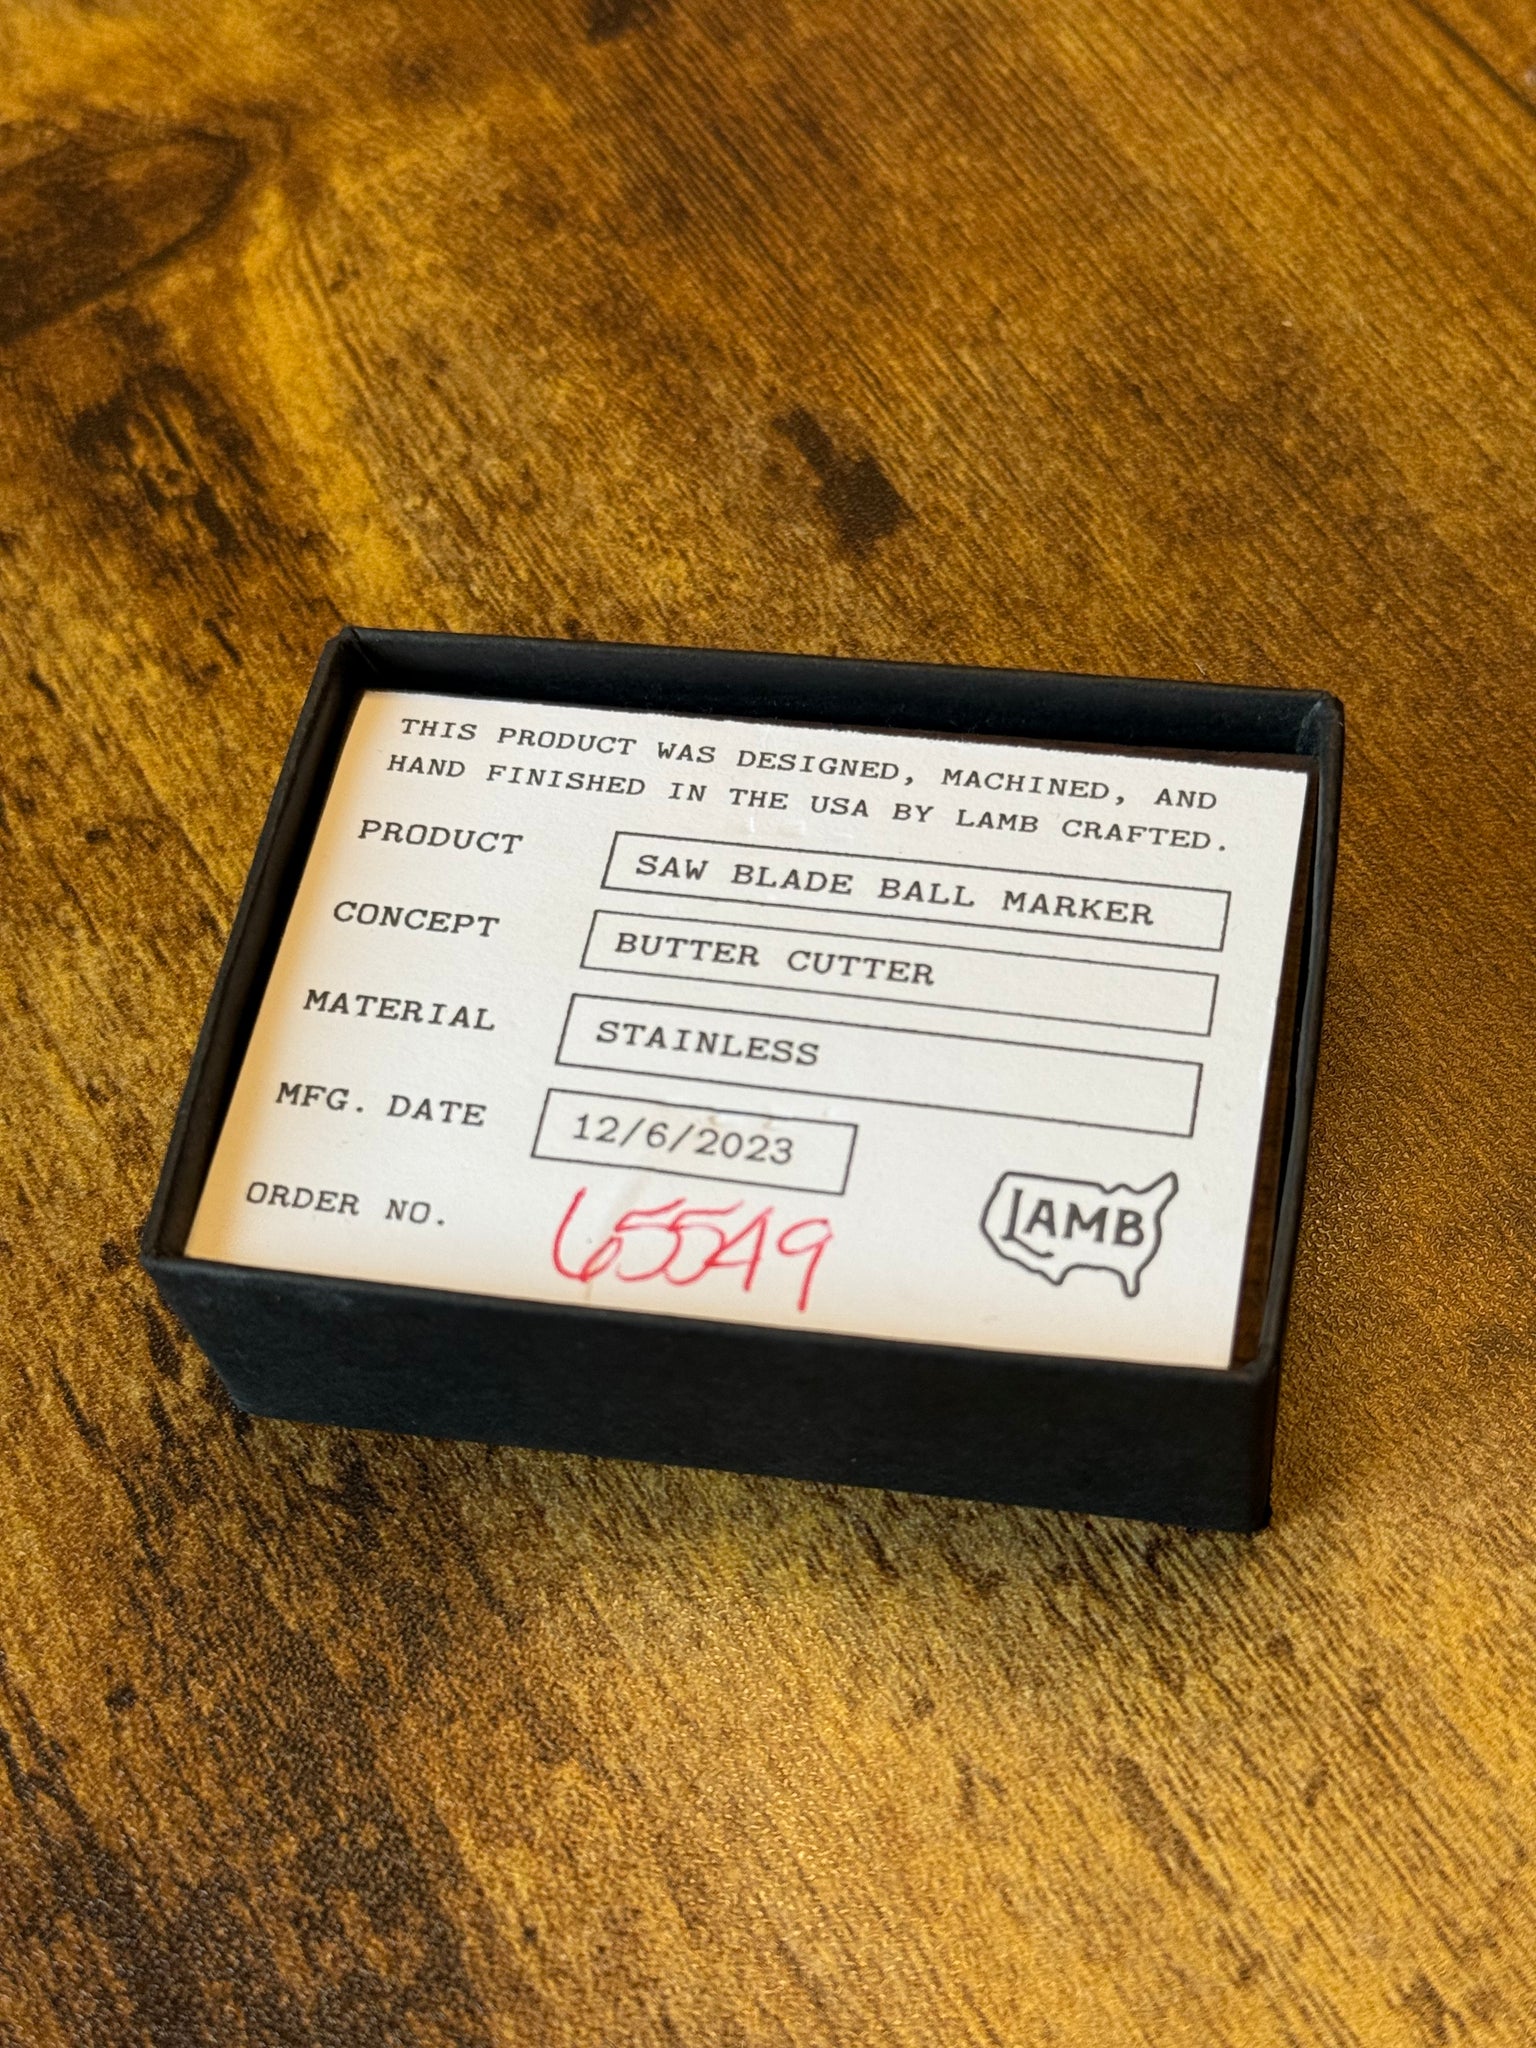 THIS PRODUCT WAS DESIGNED, MACHINED, AND
HAND FINISHED IN THE USA BY LAMB CRAFTED.
PRODUCT SAW BLADE BALL MARKER
CONCEPT BUTTER CUTTER
MATERIAL STAINLESS
MFG. DATE 12/6/2023
ORDER NO. 65549
LAMB